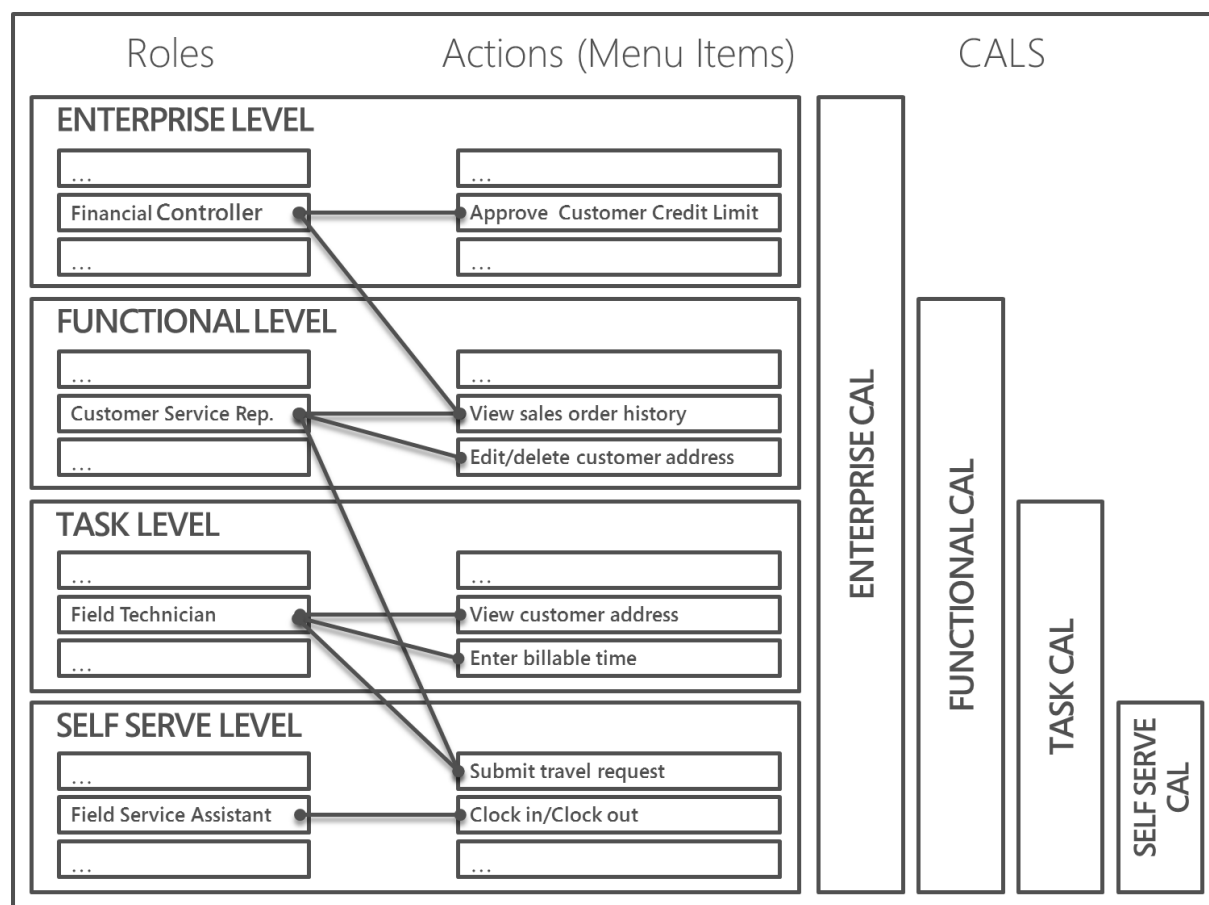 Roles
Actions (Menu Items)
CALS
ENTERPRISE LEVEL
...
...
Financial Controller
Approve Customer Credit Limit
...
...
FUNCTIONAL LEVEL
...
...
Customer Service Rep.
View sales order history
...
Edit/delete customer address
TASK LEVEL
...
...
Field Technician
View customer address
...
Enter billable time
SELF SERVE LEVEL
...
Submit travel request
Field Service Assistant
Clock in/Clock out
...
...
ENTERPRISE CAL
FUNCTIONAL CAL
TASK CAL
SELF SERVE
CAL